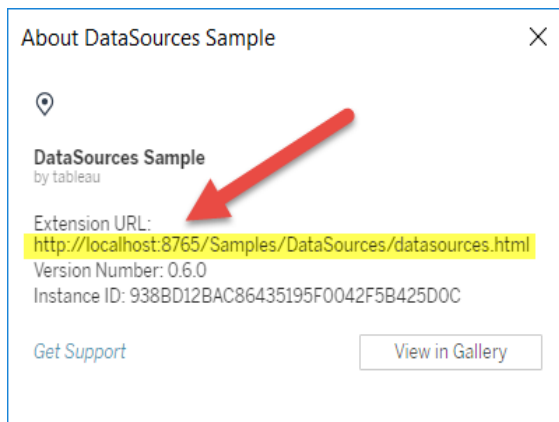 About DataSources Sample
DataSources Sample
by tableau
Extension URL:
http://localhost:8765/Samples/DataSources/datasources.html
Version Number: 0.6.0
Instance ID: 938BD12BAC86435195F0042F5B425D0C
Get Support
View in Gallery